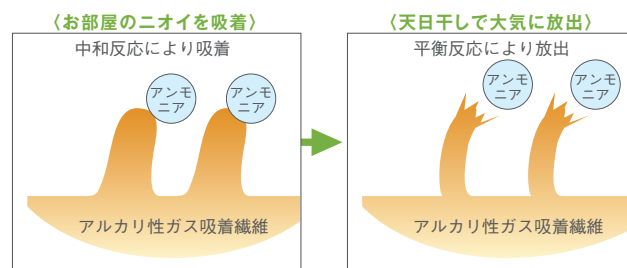 〈お部屋のニオイを吸着〉
中和反応により吸着
アンモ
ニア
アンモ
ニア
アルカリ性ガス吸着繊維
〈天日干しで大気に放出〉
平衡反応により放出
アンモ
ニア
アンモ
ニア
アルカリ性ガス吸着繊維